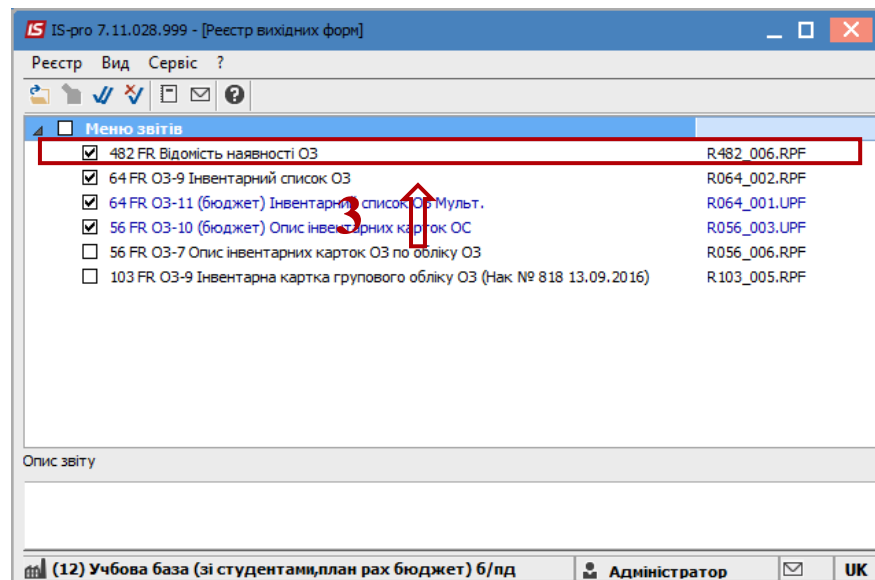 IS-pro 7.11.028.999 - [Реєстр вихідних форм]
Реєстр Вид Сервіс ?
Меню звітів
482 FR Відомість наявності ОЗ R482_006.RPF
64 FR ОЗ-9 Інвентарний список ОЗ R064_002.RPF
64 FR ОЗ-11 (бюджет) Інвентарний список ОЗ Мульт. R064_001.UPF
3
56 FR ОЗ-10 (бюджет) Опис інвентарних карток ОС R056_003.UPF
56 FR ОЗ-7 Опис інвентарних карток ОЗ по обліку ОЗ R056_006.RPF
103 FR ОЗ-9 Інвентарна картка групового обліку ОЗ (Нак № 818 13.09.2016) R103_005.RPF
Опис звіту
(12) Учбова база (зі студентами,план рах бюджет) б/пд Адміністратор UK